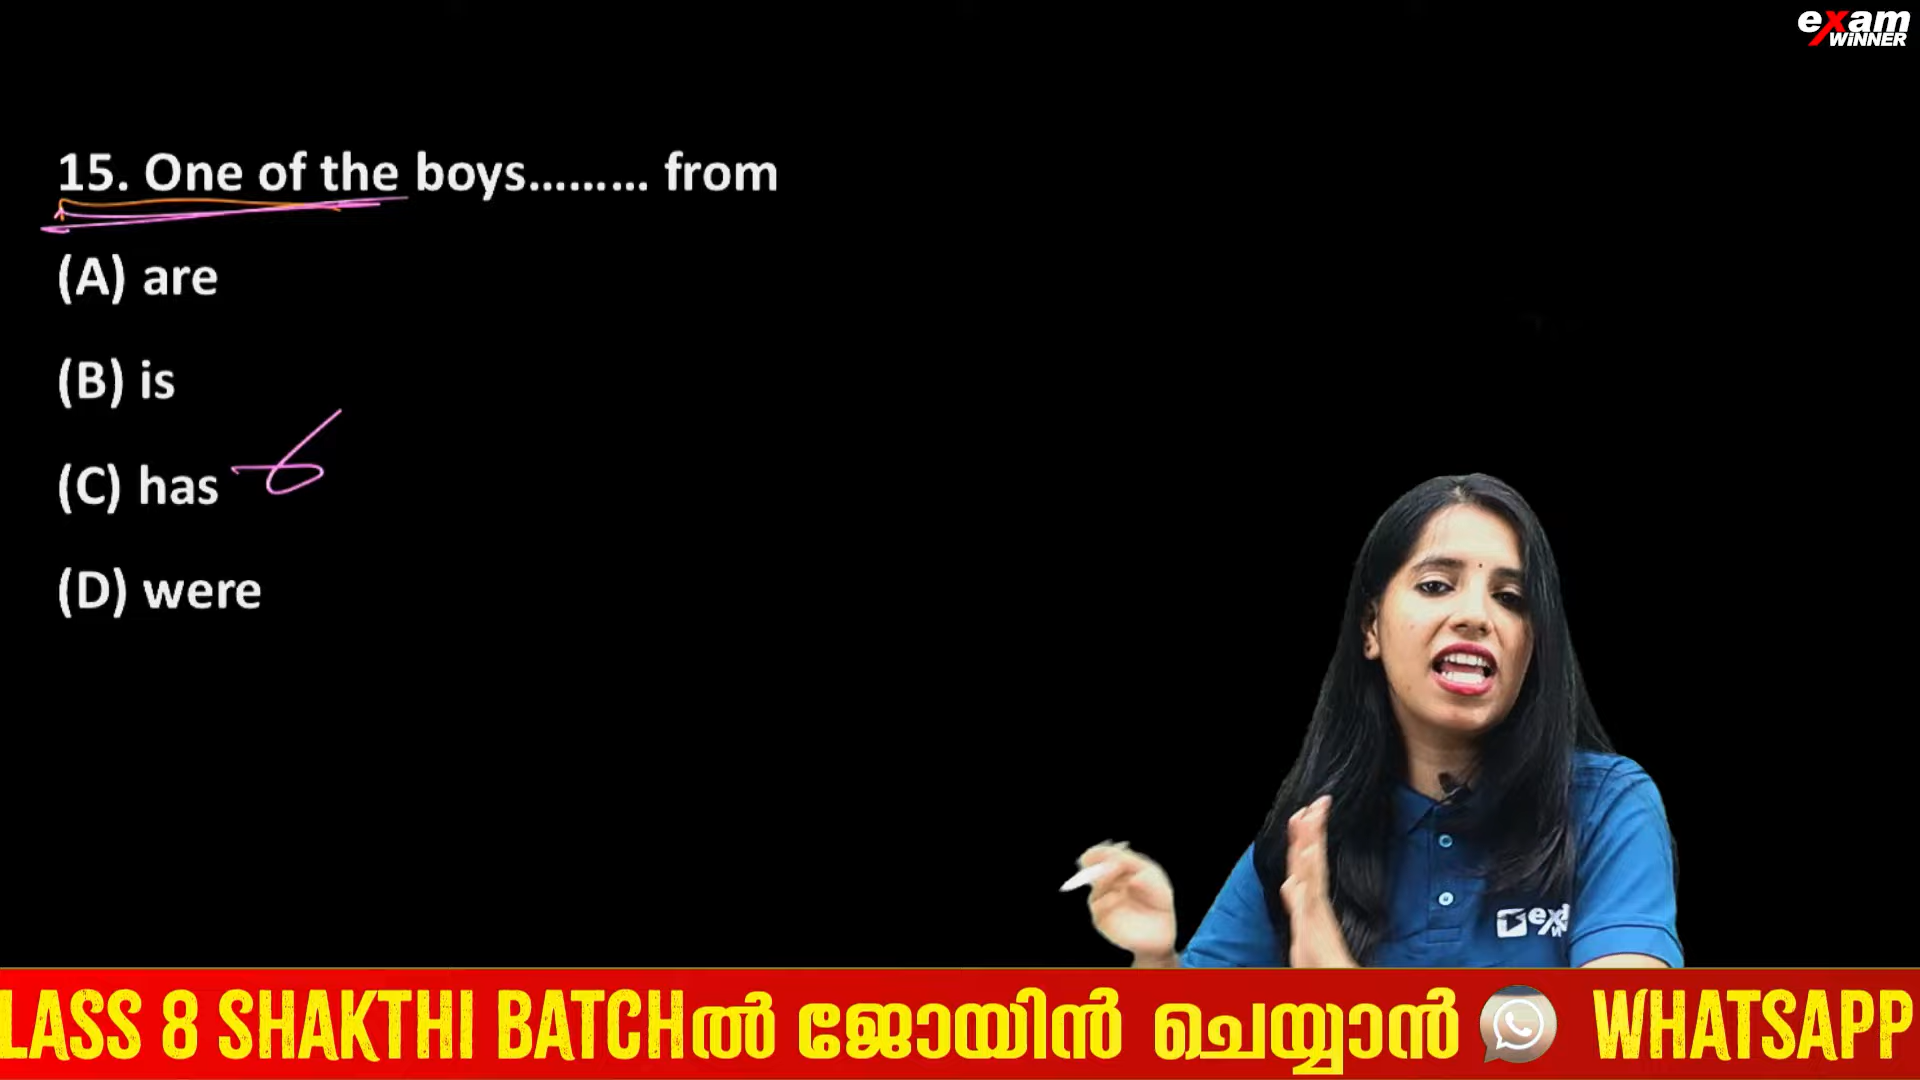 exam
WINNER
15. One of the boys......... from
(A) are
(B) is
(C) has
(D) were
LASS 8 SHAKTHI BATCHൽ ജോയിൻ ചെയ്യാൻ WHATSAPP